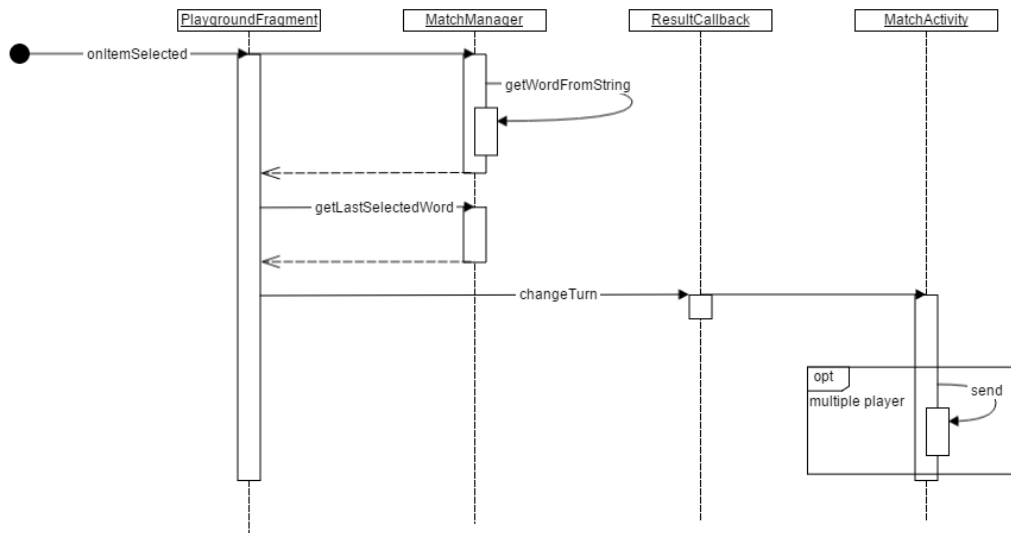 PlaygroundFragment
MatchManager
ResultCallback
MatchActivity
onItemSelected
getWordFromString
getLastSelectedWord
changeTurn
opt
send
multiple player